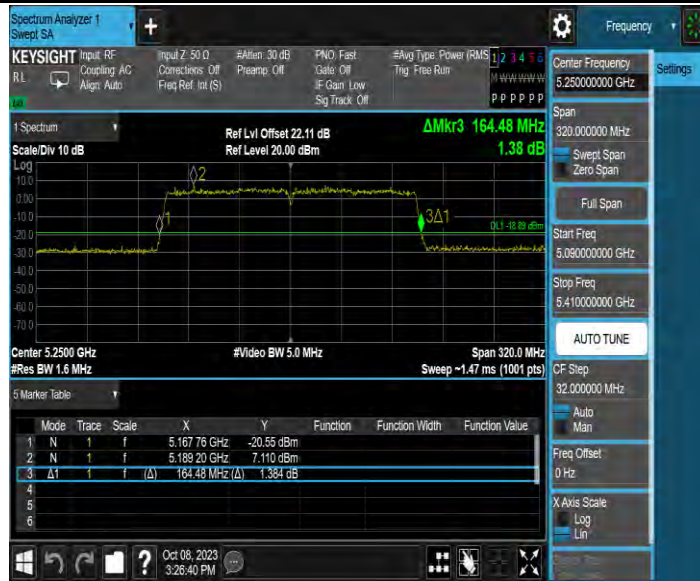 Spectrum Analyzer 1
Swept SA
Frequency
KEYSIGHT
RL
Input: RF
Coupling: AC
Align: Auto
Input Z: 50 Ω
Corrections: Off
Freq Ref: Int (S)
#Atten: 30 dB
Preamp: Off
PNO: Fast
Gate: Off
IF Gain: Low
Sig Track: Off
#Avg Type: Power (RMS
Trig: Free Run
1 2 3 4 5 6
M W W W W W
P P P P P P
Center Frequency
5.250000000 GHz
Settings
Span
320.000000 MHz
Swept Span
Zero Span
Full Span
Start Freq
5.090000000 GHz
Stop Freq
5.410000000 GHz
AUTO TUNE
CF Step
32.000000 MHz
Auto
Man
Freq Offset
0 Hz
X Axis Scale
Log
Lin
1 Spectrum
Scale/Div 10 dB
Ref Lvl Offset 22.11 dB
Ref Level 20.00 dBm
ΔMkr3 164.48 MHz
1.38 dB
Log
10.0
0.00
-10.0
-20.0
-30.0
-40.0
-50.0
-60.0
-70.0
1
2
3Δ1
DL1 -18.89 dBm
Center 5.2500 GHz
#Res BW 1.6 MHz
#Video BW 5.0 MHz
Span 320.0 MHz
Sweep ~1.47 ms (1001 pts)
5 Marker Table
Mode Trace Scale X Y Function Function Width Function Value
1 N 1 f 5.167 76 GHz -20.55 dBm
2 N 1 f 5.189 20 GHz 7.110 dBm
3 Δ1 1 f (Δ) 164.48 MHz (Δ) 1.384 dB
4
5
6
?
Oct 08, 2023
3:26:40 PM